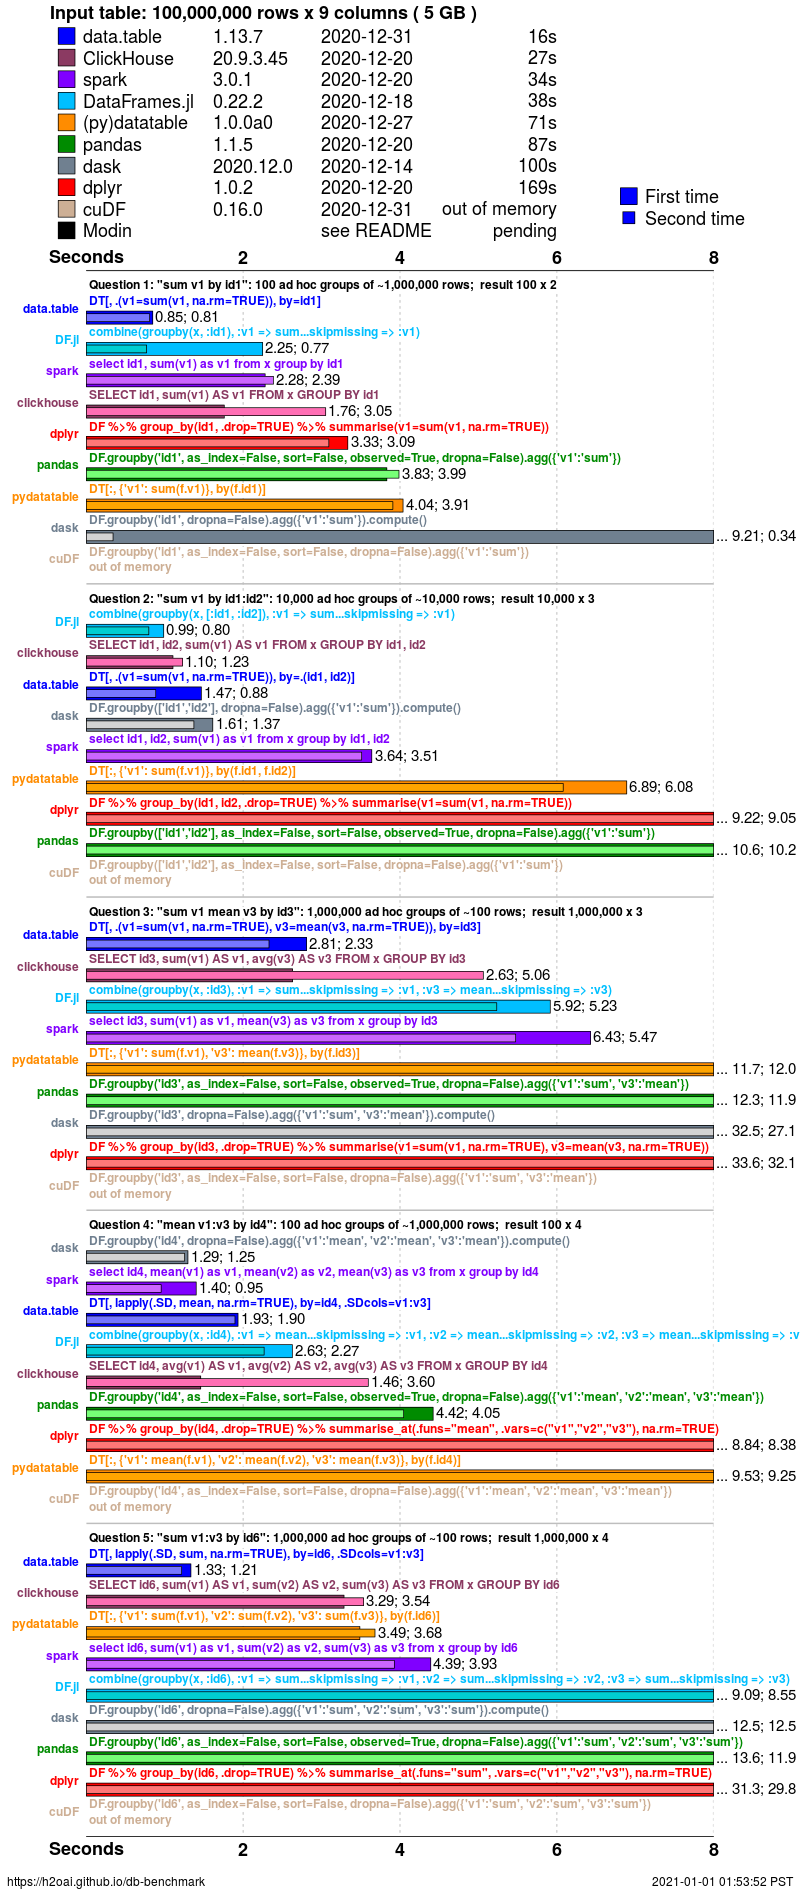 Input table: 100,000,000 rows x 9 columns ( 5 GB )
data.table 1.13.7 2020-12-31 16s
ClickHouse 20.9.3.45 2020-12-20 27s
spark 3.0.1 2020-12-20 34s
DataFrames.jl 0.22.2 2020-12-18 38s
(py)datatable 1.0.0a0 2020-12-27 71s
pandas 1.1.5 2020-12-20 87s
dask 2020.12.0 2020-12-14 100s
dplyr 1.0.2 2020-12-20 169s
cuDF 0.16.0 2020-12-31 out of memory
Modin see README pending
First time
Second time
Seconds 2 4 6 8
Question 1: "sum v1 by id1": 100 ad hoc groups of ~1,000,000 rows; result 100 x 2
DT[, .(v1=sum(v1, na.rm=TRUE)), by=id1]
data.table 0.85; 0.81
combine(groupby(x, :id1), :v1 => sum...skipmissing => :v1)
DF.jl 2.25; 0.77
select id1, sum(v1) as v1 from x group by id1
spark 2.28; 2.39
SELECT id1, sum(v1) AS v1 FROM x GROUP BY id1
clickhouse 1.76; 3.05
DF %>% group_by(id1, .drop=TRUE) %>% summarise(v1=sum(v1, na.rm=TRUE))
dplyr 3.33; 3.09
DF.groupby('id1', as_index=False, sort=False, observed=True, dropna=False).agg({'v1':'sum'})
pandas 3.83; 3.99
DT[:, {'v1': sum(f.v1)}, by(f.id1)]
pydatatable 4.04; 3.91
DF.groupby('id1', dropna=False).agg({'v1':'sum'}).compute()
dask ... 9.21; 0.34
DF.groupby('id1', as_index=False, sort=False, dropna=False).agg({'v1':'sum'})
cuDF out of memory
Question 2: "sum v1 by id1:id2": 10,000 ad hoc groups of ~10,000 rows; result 10,000 x 3
combine(groupby(x, [:id1, :id2]), :v1 => sum...skipmissing => :v1)
DF.jl 0.99; 0.80
SELECT id1, id2, sum(v1) AS v1 FROM x GROUP BY id1, id2
clickhouse 1.10; 1.23
DT[, .(v1=sum(v1, na.rm=TRUE)), by=.(id1, id2)]
data.table 1.47; 0.88
DF.groupby(['id1','id2'], dropna=False).agg({'v1':'sum'}).compute()
dask 1.61; 1.37
select id1, id2, sum(v1) as v1 from x group by id1, id2
spark 3.64; 3.51
DT[:, {'v1': sum(f.v1)}, by(f.id1, f.id2)]
pydatatable 6.89; 6.08
DF %>% group_by(id1, id2, .drop=TRUE) %>% summarise(v1=sum(v1, na.rm=TRUE))
dplyr ... 9.22; 9.05
DF.groupby(['id1','id2'], as_index=False, sort=False, observed=True, dropna=False).agg({'v1':'sum'})
pandas ... 10.6; 10.2
DF.groupby(['id1','id2'], as_index=False, sort=False, dropna=False).agg({'v1':'sum'})
cuDF out of memory
Question 3: "sum v1 mean v3 by id3": 1,000,000 ad hoc groups of ~100 rows; result 1,000,000 x 3
DT[, .(v1=sum(v1, na.rm=TRUE), v3=mean(v3, na.rm=TRUE)), by=id3]
data.table 2.81; 2.33
SELECT id3, sum(v1) AS v1, avg(v3) AS v3 FROM x GROUP BY id3
clickhouse 2.63; 5.06
combine(groupby(x, :id3), :v1 => sum...skipmissing => :v1, :v3 => mean...skipmissing => :v3)
DF.jl 5.92; 5.23
select id3, sum(v1) as v1, mean(v3) as v3 from x group by id3
spark 6.43; 5.47
DT[:, {'v1': sum(f.v1), 'v3': mean(f.v3)}, by(f.id3)]
pydatatable ... 11.7; 12.0
DF.groupby('id3', as_index=False, sort=False, observed=True, dropna=False).agg({'v1':'sum', 'v3':'mean'})
pandas ... 12.3; 11.9
DF.groupby('id3', dropna=False).agg({'v1':'sum', 'v3':'mean'}).compute()
dask ... 32.5; 27.1
DF %>% group_by(id3, .drop=TRUE) %>% summarise(v1=sum(v1, na.rm=TRUE), v3=mean(v3, na.rm=TRUE))
dplyr ... 33.6; 32.1
DF.groupby('id3', as_index=False, sort=False, dropna=False).agg({'v1':'sum', 'v3':'mean'})
cuDF out of memory
Question 4: "mean v1:v3 by id4": 100 ad hoc groups of ~1,000,000 rows; result 100 x 4
DF.groupby('id4', dropna=False).agg({'v1':'mean', 'v2':'mean', 'v3':'mean'}).compute()
dask 1.29; 1.25
select id4, mean(v1) as v1, mean(v2) as v2, mean(v3) as v3 from x group by id4
spark 1.40; 0.95
DT[, lapply(.SD, mean, na.rm=TRUE), by=id4, .SDcols=v1:v3]
data.table 1.93; 1.90
combine(groupby(x, :id4), :v1 => mean...skipmissing => :v1, :v2 => mean...skipmissing => :v2, :v3 => mean...skipmissing => :v
DF.jl 2.63; 2.27
SELECT id4, avg(v1) AS v1, avg(v2) AS v2, avg(v3) AS v3 FROM x GROUP BY id4
clickhouse 1.46; 3.60
DF.groupby('id4', as_index=False, sort=False, observed=True, dropna=False).agg({'v1':'mean', 'v2':'mean', 'v3':'mean'})
pandas 4.42; 4.05
DF %>% group_by(id4, .drop=TRUE) %>% summarise_at(.funs="mean", .vars=c("v1","v2","v3"), na.rm=TRUE)
dplyr ... 8.84; 8.38
DT[:, {'v1': mean(f.v1), 'v2': mean(f.v2), 'v3': mean(f.v3)}, by(f.id4)]
pydatatable ... 9.53; 9.25
DF.groupby('id4', as_index=False, sort=False, dropna=False).agg({'v1':'mean', 'v2':'mean', 'v3':'mean'})
cuDF out of memory
Question 5: "sum v1:v3 by id6": 1,000,000 ad hoc groups of ~100 rows; result 1,000,000 x 4
DT[, lapply(.SD, sum, na.rm=TRUE), by=id6, .SDcols=v1:v3]
data.table 1.33; 1.21
SELECT id6, sum(v1) AS v1, sum(v2) AS v2, sum(v3) AS v3 FROM x GROUP BY id6
clickhouse 3.29; 3.54
DT[:, {'v1': sum(f.v1), 'v2': sum(f.v2), 'v3': sum(f.v3)}, by(f.id6)]
pydatatable 3.49; 3.68
select id6, sum(v1) as v1, sum(v2) as v2, sum(v3) as v3 from x group by id6
spark 4.39; 3.93
combine(groupby(x, :id6), :v1 => sum...skipmissing => :v1, :v2 => sum...skipmissing => :v2, :v3 => sum...skipmissing => :v3)
DF.jl ... 9.09; 8.55
DF.groupby('id6', dropna=False).agg({'v1':'sum', 'v2':'sum', 'v3':'sum'}).compute()
dask ... 12.5; 12.5
DF.groupby('id6', as_index=False, sort=False, observed=True, dropna=False).agg({'v1':'sum', 'v2':'sum', 'v3':'sum'})
pandas ... 13.6; 11.9
DF %>% group_by(id6, .drop=TRUE) %>% summarise_at(.funs="sum", .vars=c("v1","v2","v3"), na.rm=TRUE)
dplyr ... 31.3; 29.8
DF.groupby('id6', as_index=False, sort=False, dropna=False).agg({'v1':'sum', 'v2':'sum', 'v3':'sum'})
cuDF out of memory
Seconds 2 4 6 8
https://h2oai.github.io/db-benchmark 2021-01-01 01:53:52 PST